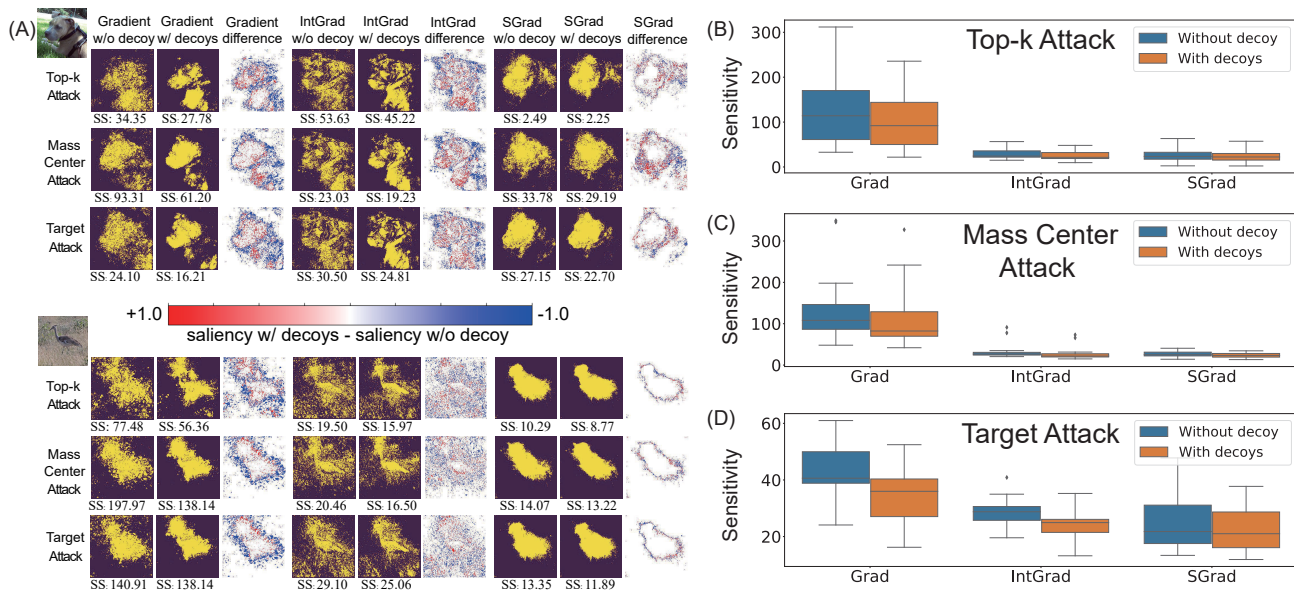 (A)
Gradient w/o decoy
Gradient w/ decoys
Gradient difference
IntGrad w/o decoy
IntGrad w/ decoys
IntGrad difference
SGrad w/o decoy
SGrad w/ decoys
SGrad difference
Top-k
Attack
SS: 34.35 SS: 27.78 SS: 53.63 SS: 45.22 SS: 2.49 SS: 2.25
Mass
Center
Attack
SS: 93.31 SS: 61.20 SS: 23.03 SS: 19.23 SS: 33.78 SS: 29.19
Target
Attack
SS: 24.10 SS: 16.21 SS: 30.50 SS: 24.81 SS: 27.15 SS: 22.70
+1.0 -1.0
saliency w/ decoys - saliency w/o decoy
Top-k
Attack
SS: 77.48 SS: 56.36 SS: 19.50 SS: 15.97 SS: 10.29 SS: 8.77
Mass
Center
Attack
SS: 197.97 SS: 138.14 SS: 20.46 SS: 16.50 SS: 14.07 SS: 13.22
Target
Attack
SS: 140.91 SS: 138.14 SS: 29.10 SS: 25.06 SS: 13.35 SS: 11.89
(B)
Top-k Attack
Without decoy
With decoys
Sensitivity
300
200
100
0
Grad IntGrad SGrad
(C)
Mass Center
Attack
Without decoy
With decoys
Sensitivity
300
200
100
0
Grad IntGrad SGrad
(D)
Target Attack
Without decoy
With decoys
Sensitivity
60
40
20
Grad IntGrad SGrad